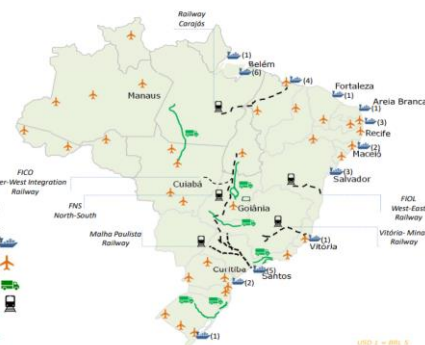 Railway
Carajás
(1)
Belém
(6)
(4)
Fortaleza
(1)
Manaus
Areia Branca
(1)
(3)
Recife
Maceió
(2)
FICO
er-West Integration
Railway
Cuiabá
(3)
Salvador
FNS
North-South
Goiânia
FIOL
West-East
Railway
Malha Paulista
Railway
(1)
Vitória
Vitória- Mina
Railway
Curitiba
(5)
Santos
(2)
(1)